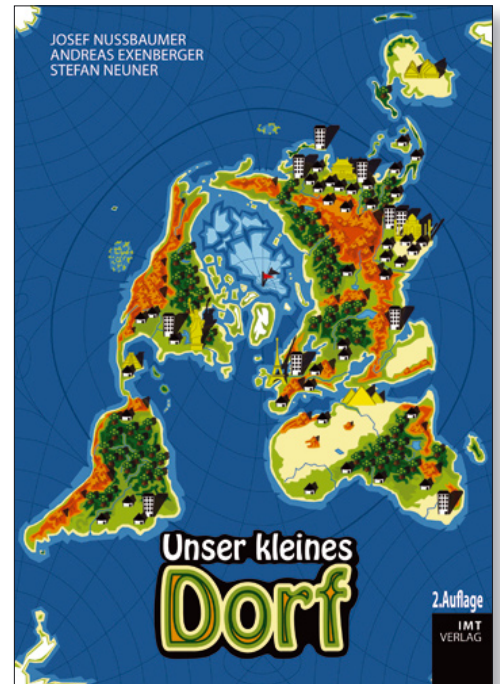 JOSEF NUSSBAUMER
ANDREAS EXENBERGER
STEFAN NEUNER
Unser kleines
Dorf
2.Auflage
IMT
VERLAG